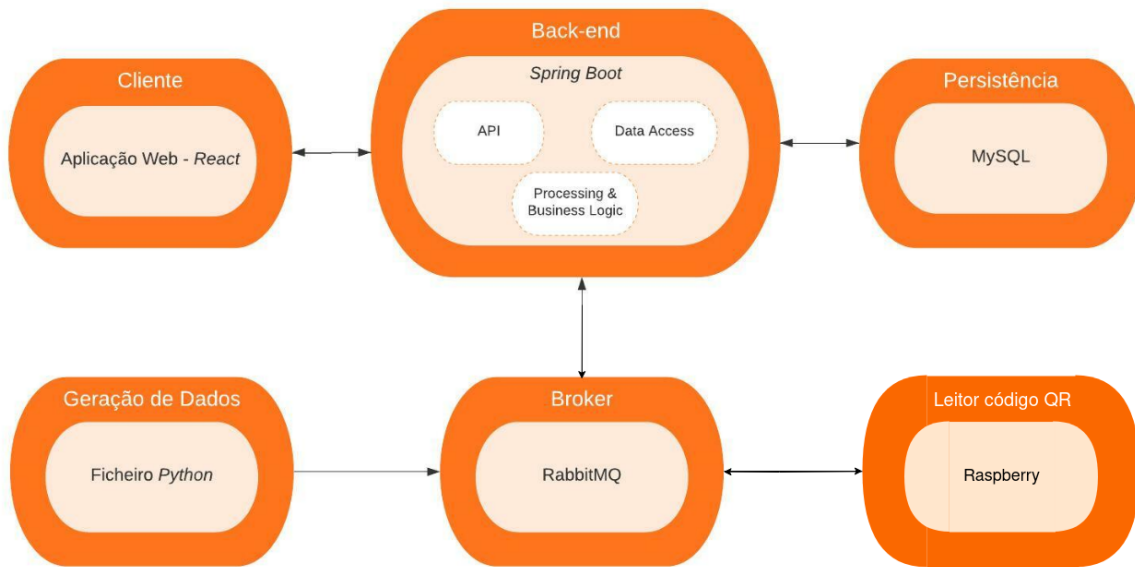 Back-end
Spring Boot
API
Data Access
Processing &
Business Logic
Cliente
Aplicação Web - React
Persistência
MySQL
Geração de Dados
Ficheiro Python
Broker
RabbitMQ
Leitor código QR
Raspberry